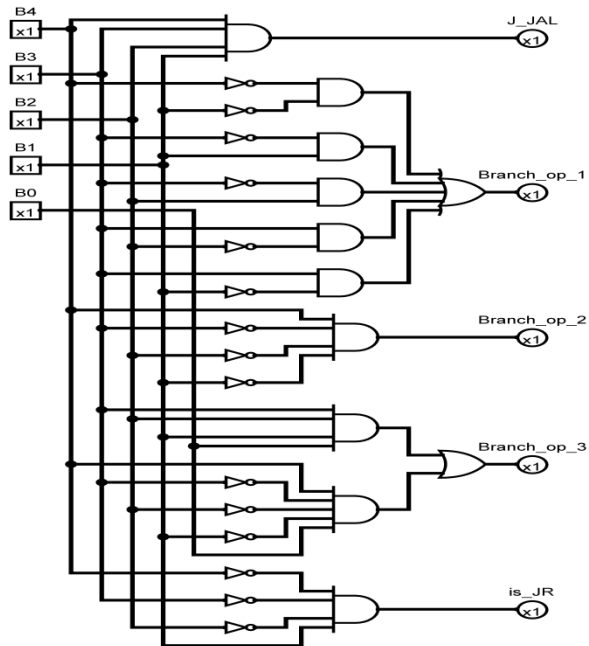 B4
x1
B3
x1
B2
x1
B1
x1
B0
x1
J_JAL
x1
Branch_op_1
x1
Branch_op_2
x1
Branch_op_3
x1
is_JR
x1